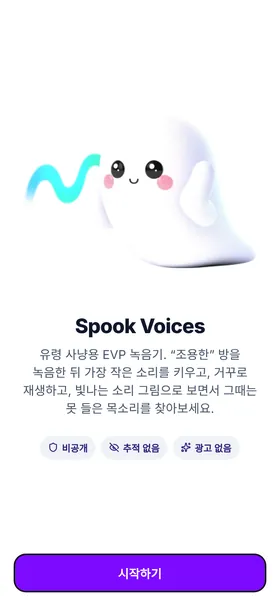 Spook Voices
유령 사냥용 EVP 녹음기. “조용한” 방을
녹음한 뒤 가장 작은 소리를 키우고, 거꾸로
재생하고, 빛나는 소리 그림으로 보면서 그때는
못 들은 목소리를 찾아보세요.
비공개 추적 없음 광고 없음
시작하기